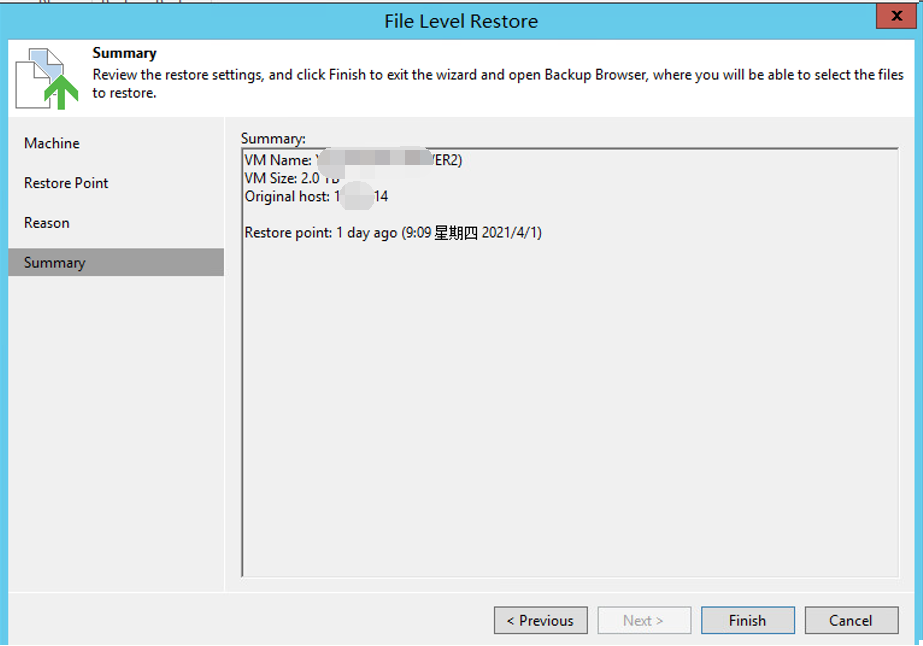 File Level Restore
Summary
Review the restore settings, and click Finish to exit the wizard and open Backup Browser, where you will be able to select the files
to restore.
Machine
Restore Point
Reason
Summary
Summary:
VM Name: /ER2)
VM Size: 2.0 TB
Original host: 1 14
Restore point: 1 day ago (9:09 星期四 2021/4/1)
< Previous
Next >
Finish
Cancel